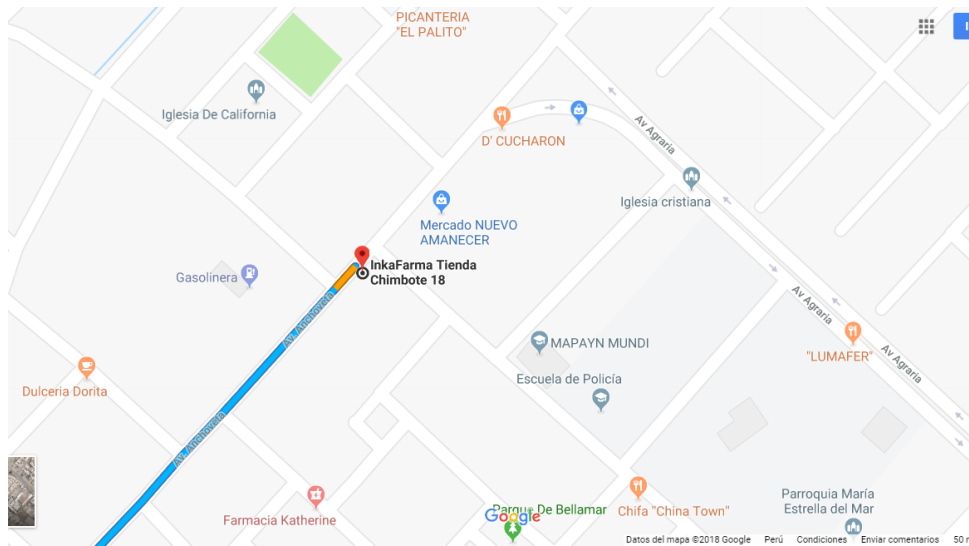 PICANTERIA
"EL PALITO"
Iglesia De California
D' CUCHARON
Av Agraria
Iglesia cristiana
Mercado NUEVO
AMANECER
InkaFarma Tienda
Chimbote 18
Gasolinera
Av. Anchoveta
Av Agraria
MAPAYN MUNDI
"LUMAFER"
Av Agraria
Escuela de Policía
Dulceria Dorita
Av. Anchoveta
Parroquia María
Estrella del Mar
Farmacia Katherine
Parque De Bellamar
Google
Chifa "China Town"
Datos del mapa ©2018 Google Perú Condiciones Enviar comentarios 50